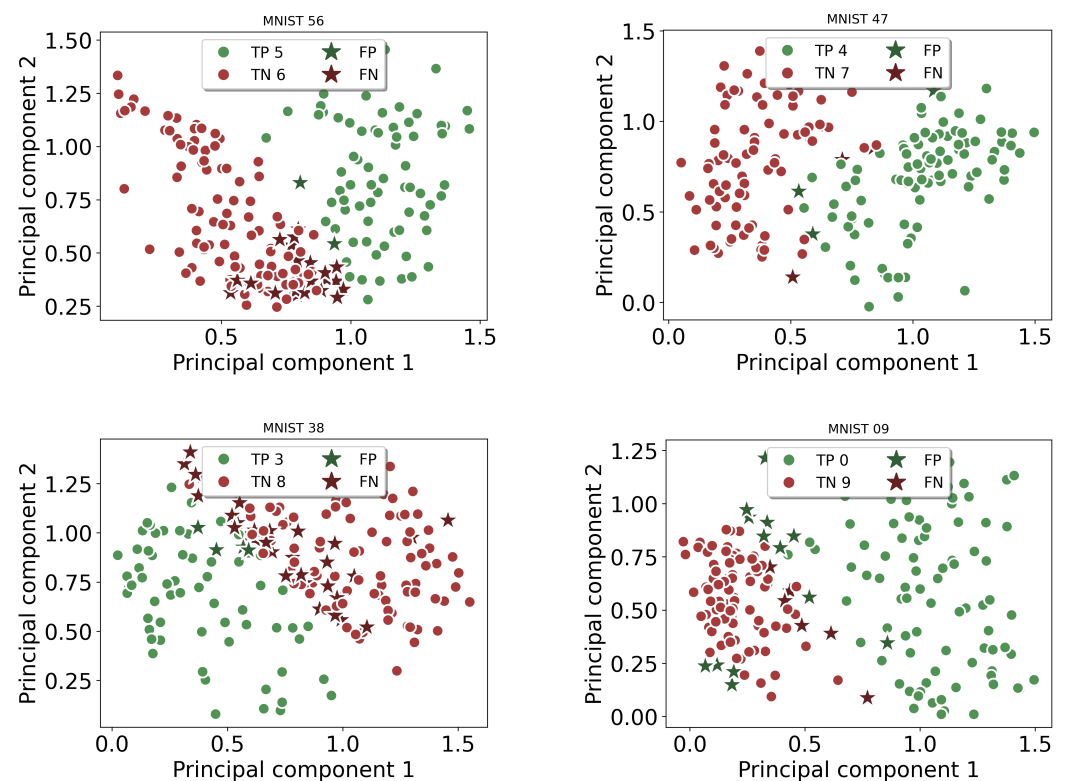 MNIST 56
TP 5 FP
TN 6 FN
1.50
1.25
1.00
0.75
0.50
0.25
Principal component 2
0.5 1.0 1.5
Principal component 1
MNIST 47
TP 4 FP
TN 7 FN
1.5
1.0
0.5
0.0
Principal component 2
0.0 0.5 1.0 1.5
Principal component 1
MNIST 38
TP 3 FP
TN 8 FN
1.25
1.00
0.75
0.50
0.25
Principal component 2
0.0 0.5 1.0 1.5
Principal component 1
MNIST 09
TP 0 FP
TN 9 FN
1.25
1.00
0.75
0.50
0.25
0.00
Principal component 2
0.0 0.5 1.0 1.5
Principal component 1